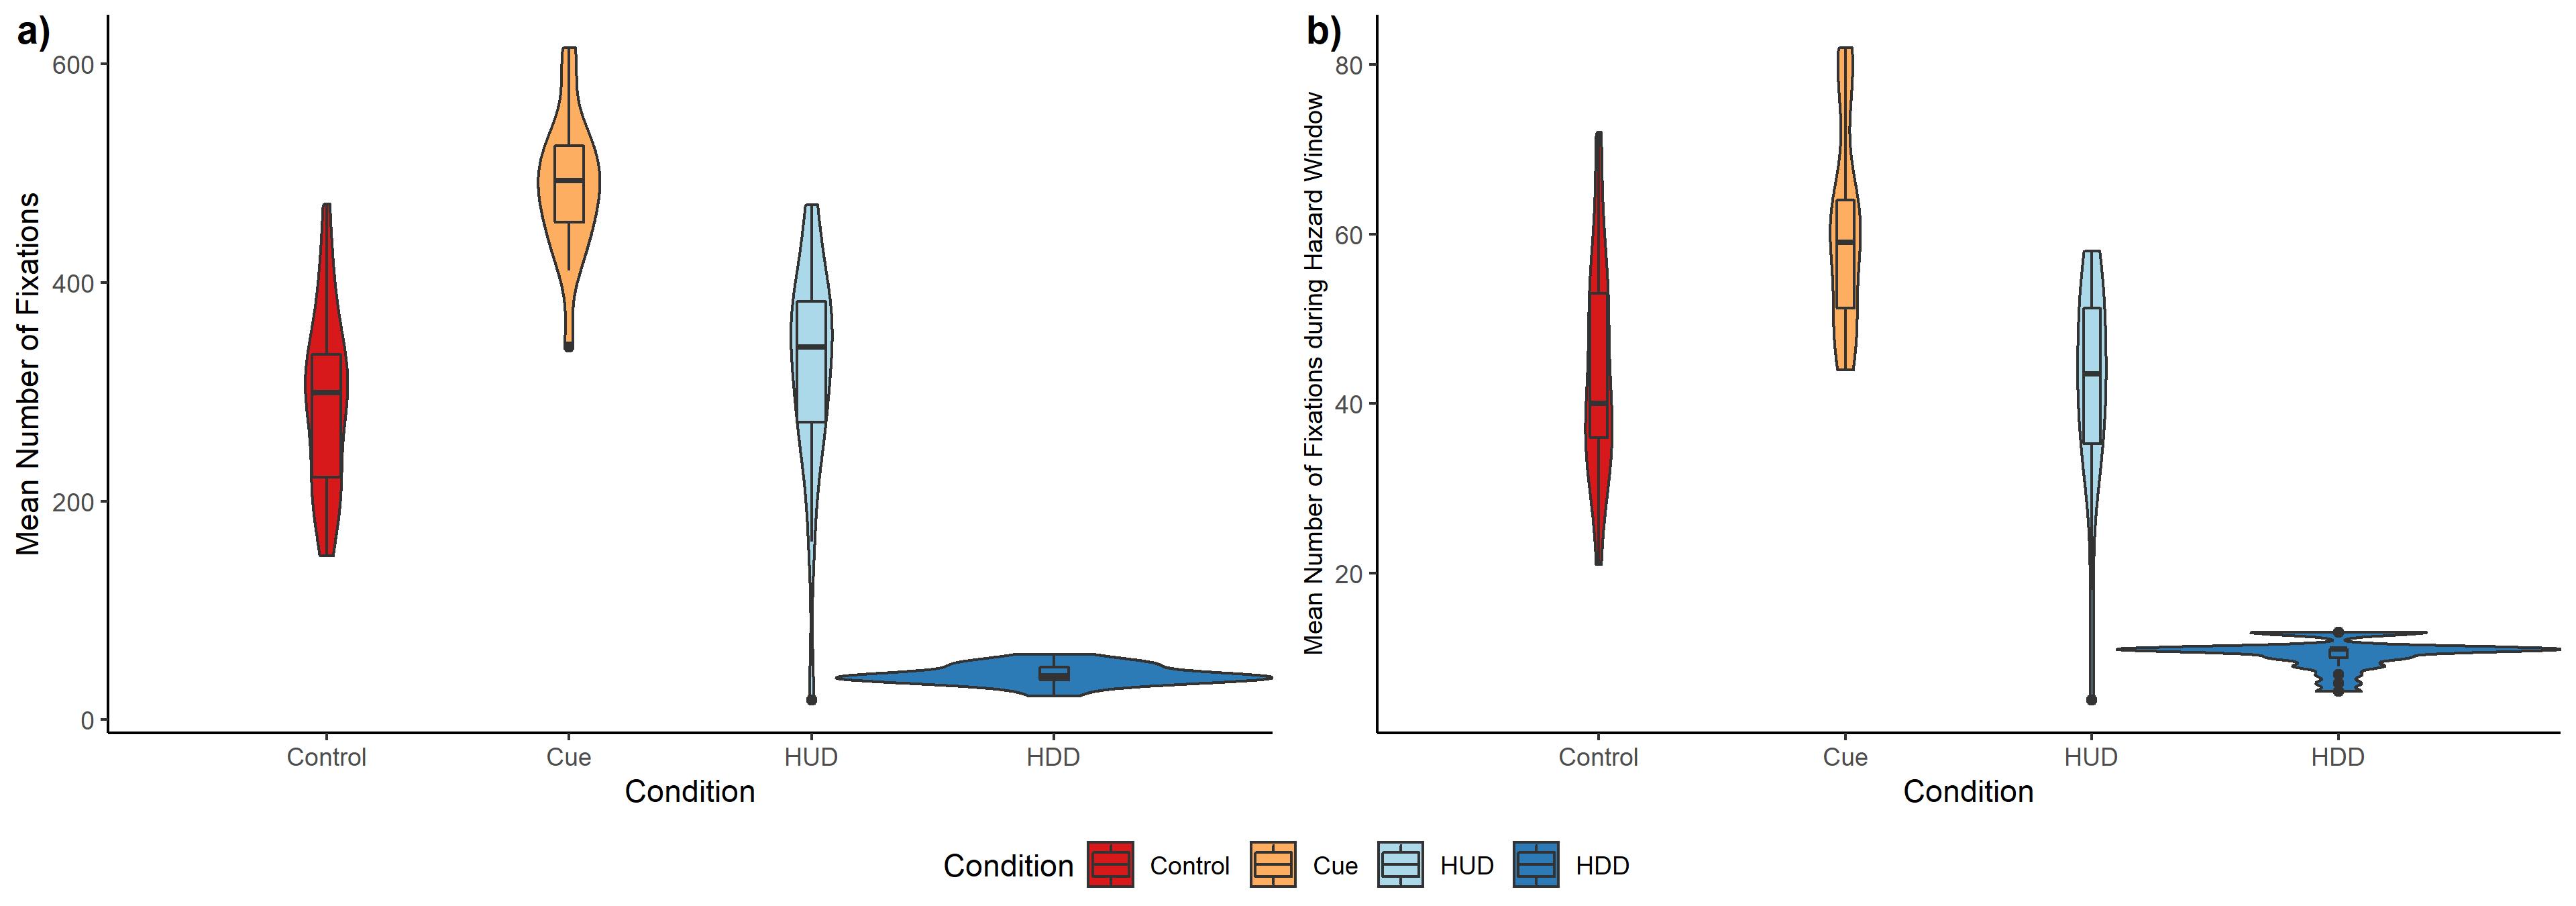 a)
Mean Number of Fixations
600
400
200
0
Control Cue HUD HDD
Condition
b)
Mean Number of Fixations during Hazard Window
80
60
40
20
Control Cue HUD HDD
Condition
Condition Control Cue HUD HDD